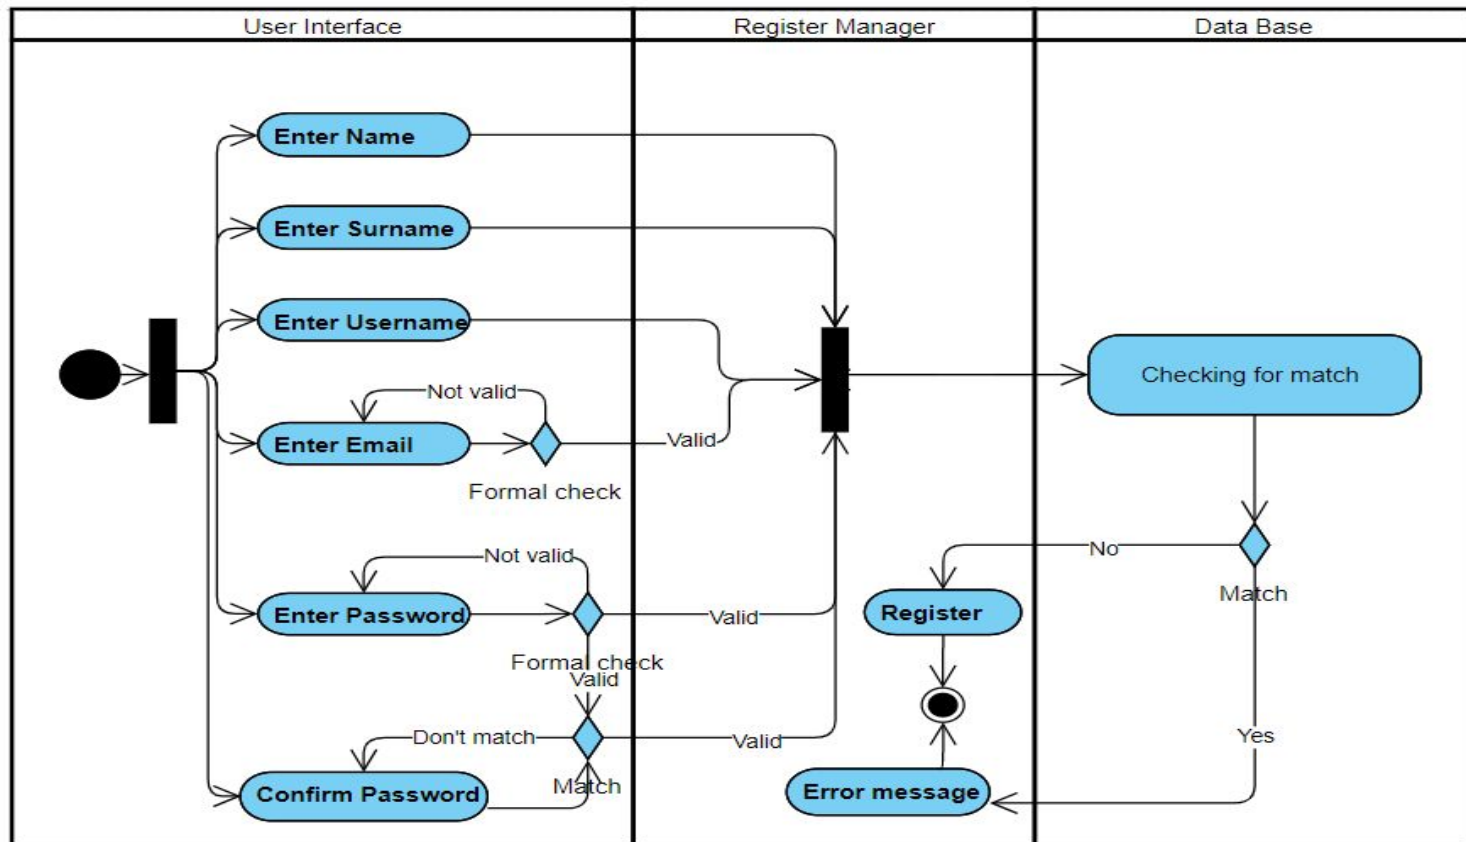 User Interface
Register Manager
Data Base
Enter Name
Enter Surname
Enter Username
Not valid
Enter Email
Valid
Formal check
Checking for match
Not valid
Enter Password
Valid
Formal check
Valid
Don't match
Valid
Match
Confirm Password
No
Match
Register
Yes
Error message